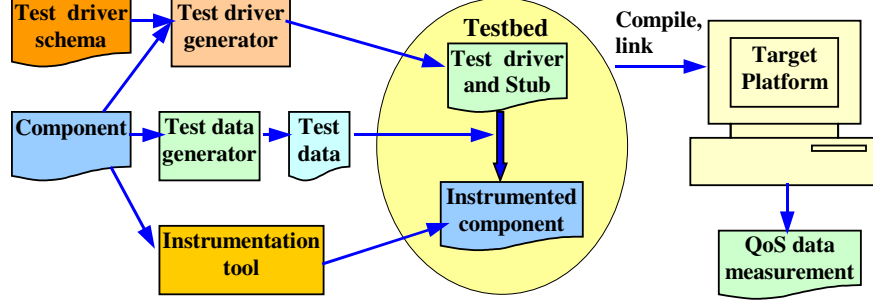 Test driver
schema
Test driver
generator
Testbed
Test driver
and Stub
Compile,
link
Target
Platform
Component
Test data
generator
Test
data
Instrumented
component
Instrumentation
tool
QoS data
measurement